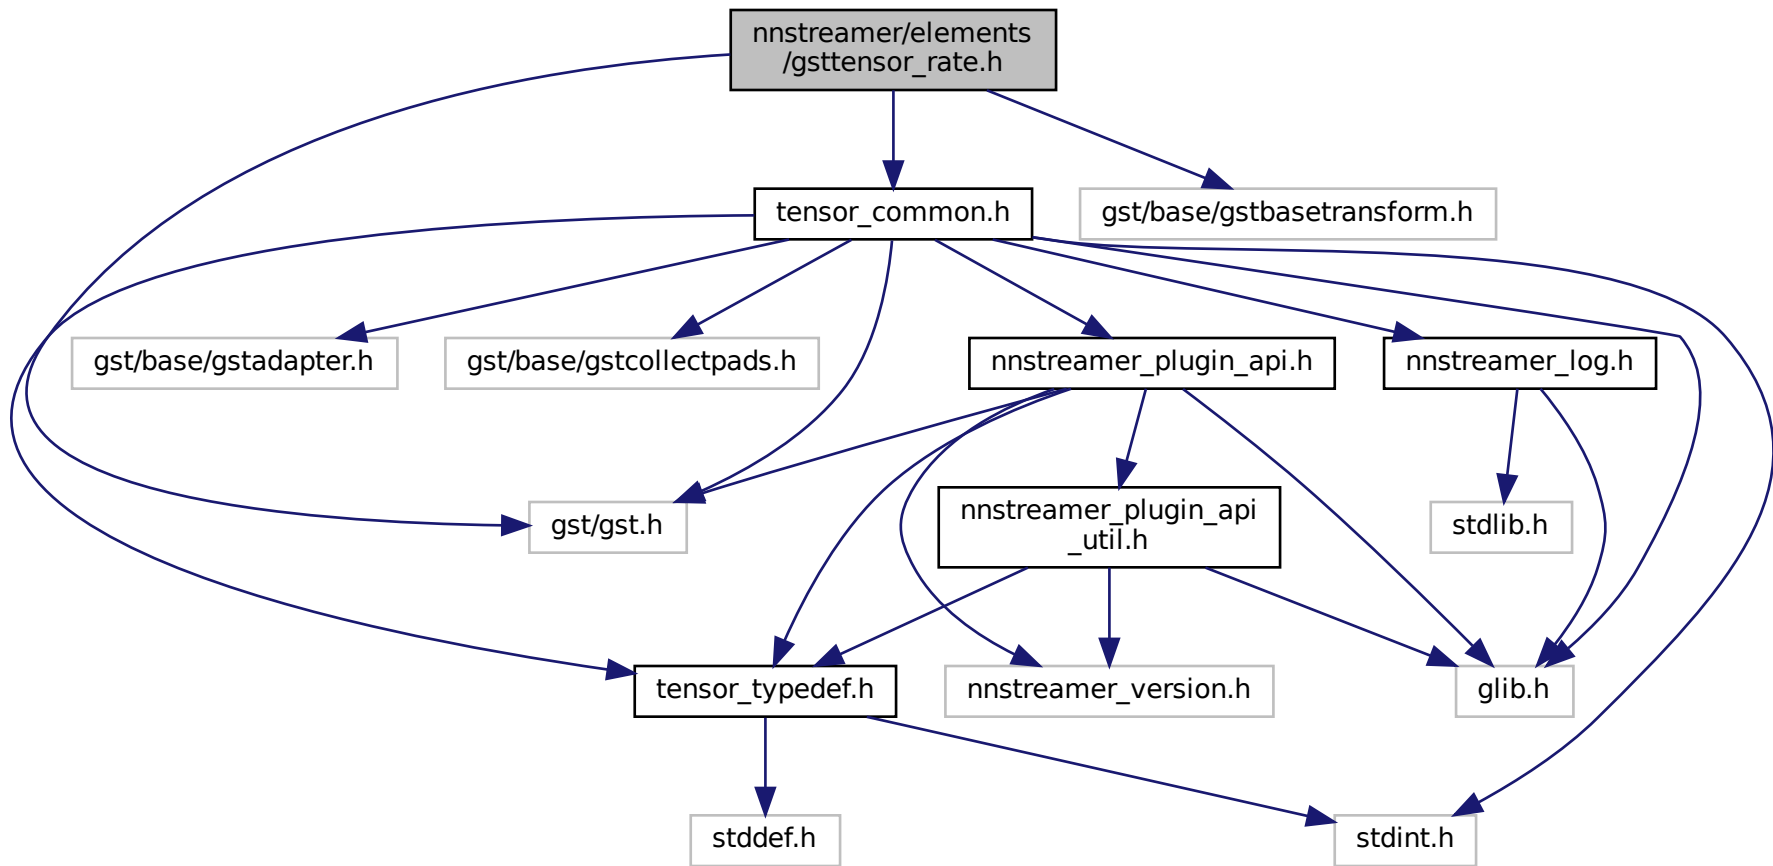 nnstreamer/elements
/gsttensor_rate.h
tensor_common.h
gst/base/gstbasetransform.h
gst/base/gstadapter.h
gst/base/gstcollectpads.h
nnstreamer_plugin_api.h
nnstreamer_log.h
gst/gst.h
nnstreamer_plugin_api
_util.h
stdlib.h
tensor_typedef.h
nnstreamer_version.h
glib.h
stddef.h
stdint.h